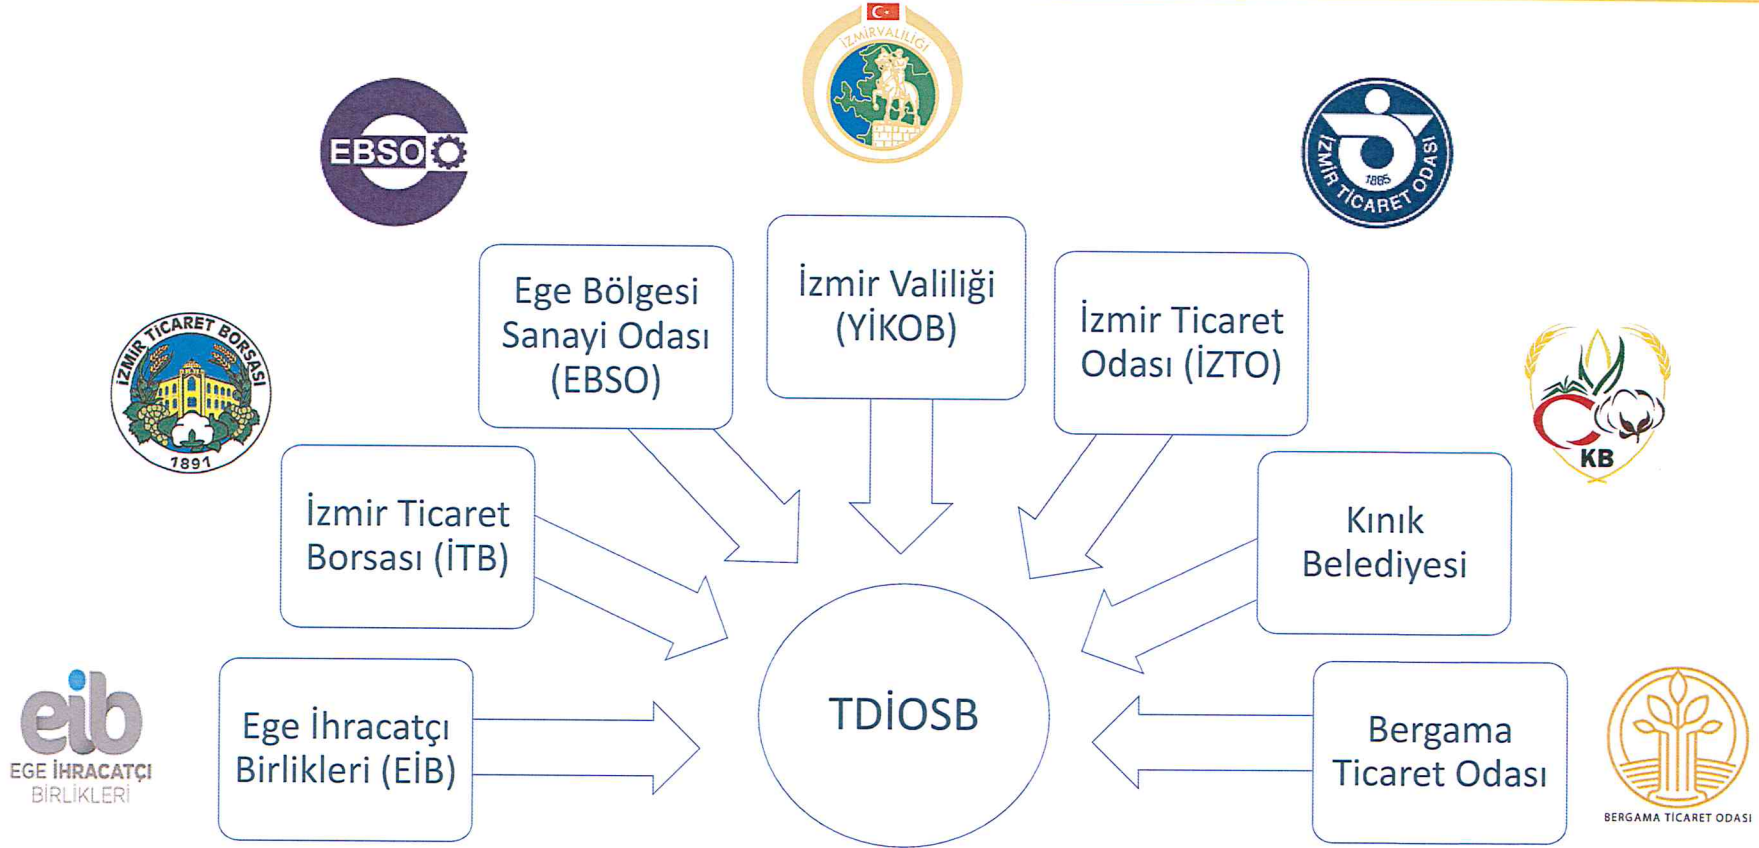 İZMİR VALİLİĞİ
EBSO
İZMİR TİCARET ODASI
1885
Ege Bölgesi
Sanayi Odası
(EBSO)
İzmir Valiliği
(YİKOB)
İzmir Ticaret
Odası (İZTO)
İZMİR TİCARET BORSASI
1891
KB
İzmir Ticaret
Borsası (İTB)
Kınık
Belediyesi
eib
EGE İHRACATÇI
BİRLİKLERİ
Ege İhracatçı
Birlikleri (EİB)
TDİOSB
Bergama
Ticaret Odası
BERGAMA TİCARET ODASI